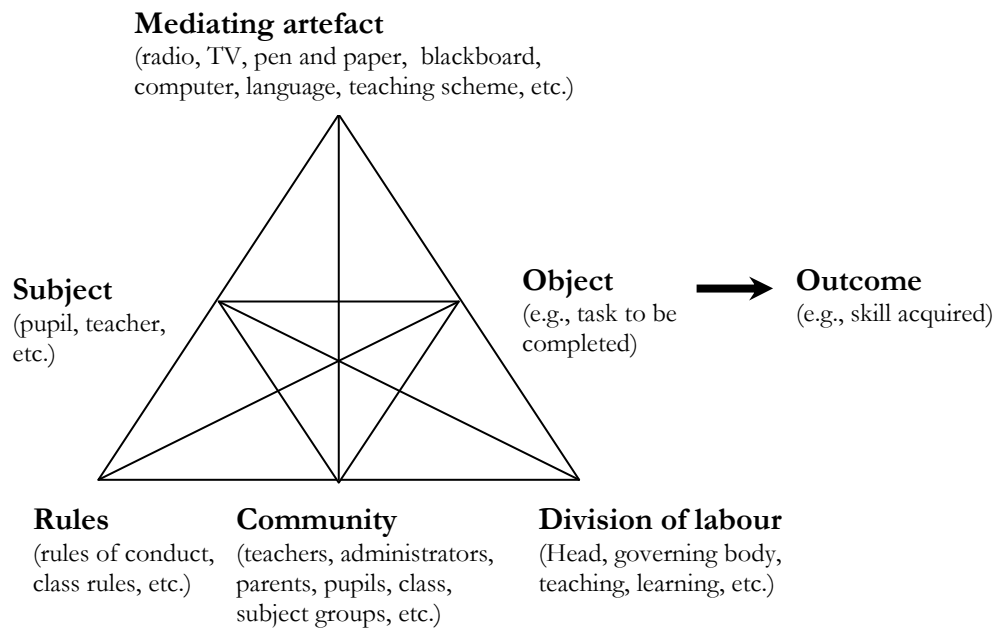 Mediating artefact
(radio, TV, pen and paper, blackboard,
computer, language, teaching scheme, etc.)
Subject
(pupil, teacher,
etc.)
Object
(e.g., task to be
completed)
Outcome
(e.g., skill acquired)
Rules
(rules of conduct,
class rules, etc.)
Community
(teachers, administrators,
parents, pupils, class,
subject groups, etc.)
Division of labour
(Head, governing body,
teaching, learning, etc.)